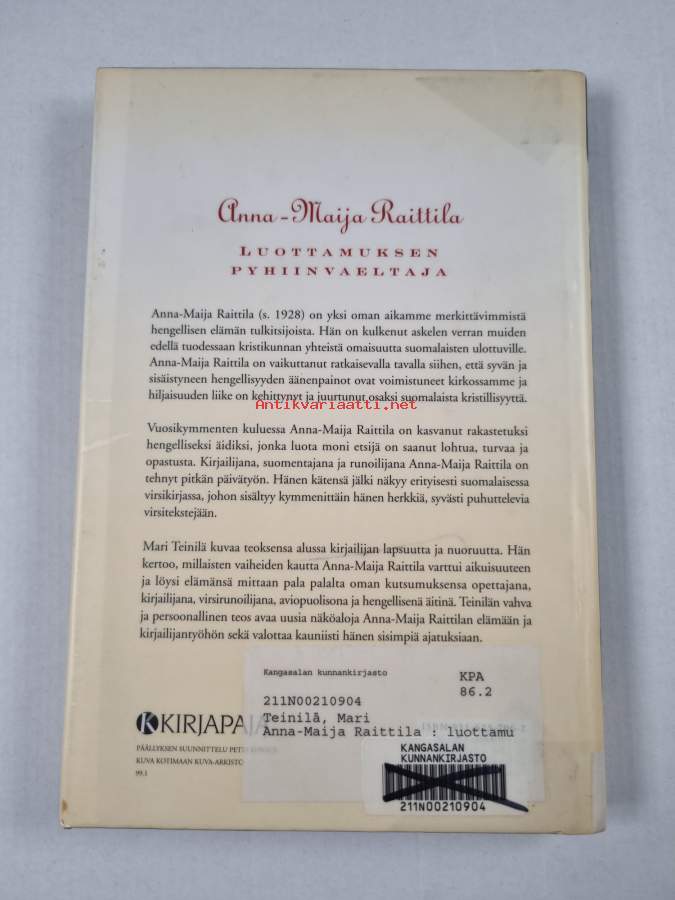 Anna-Maija Raittila
LUOTTAMUKSEN
PYHIINVAELTAJA
Anna-Maija Raittila (s. 1928) on yksi oman aikamme merkittävimmistä
hengellisen elämän tulkitsijoista. Hän on kulkenut askelen verran muiden
edellä tuodessaan kristikunnan yhteistä omaisuutta suomalaisten ulottuville.
Anna-Maija Raittila on vaikuttanut ratkaisevalla tavalla siihen, että syvän ja
sisäistyneen hengellisyyden äänenpainot ovat voimistuneet kirkossamme ja
hiljaisuuden liike on kehittynyt ja juurtunut osaksi suomalaista kristillisyyttä.
Antikvariaatti.net
Vuosikymmenten kuluessa Anna-Maija Raittila on kasvanut rakastetuksi
hengelliseksi äidiksi, jonka luota moni etsijä on saanut lohtua, turvaa ja
opastusta. Kirjailijana, suomentajana ja runoilijana Anna-Maija Raittila on
tehnyt pitkän päivätyön. Hänen kätensä jälki näkyy erityisesti suomalaisessa
virsikirjassa, johon sisältyy kymmenittäin hänen herkkiä, syvästi puhuttelevia
virsitekstejään.
Mari Teinilä kuvaa teoksensa alussa kirjailijan lapsuutta ja nuoruutta. Hän
kertoo, millaisten vaiheiden kautta Anna-Maija Raittila varttui aikuisuuteen
ja löysi elämänsä mittaan pala palalta oman kutsumuksensa opettajana,
kirjailijana, virsirunoilijana, aviopuolisona ja hengellisenä äitinä. Teinilän vahva
ja persoonallinen teos avaa uusia näköaloja Anna-Maija Raittilan elämään ja
kirjailijantyöhön sekä valottaa kauniisti hänen sisimpiä ajatuksiaan.
Kangasalan kunnankirjasto
KPA
86.2
211N00210904
Teinilä, Mari
Anna-Maija Raittila : luottamu
KIRJAPAJA
PÄÄLLYKSEN SUUNNITTELU
KUVA KOTIMAAN KUVA-ARKISTO
99.1
KANGASALAN
KUNNANKIRJASTO
211N00210904